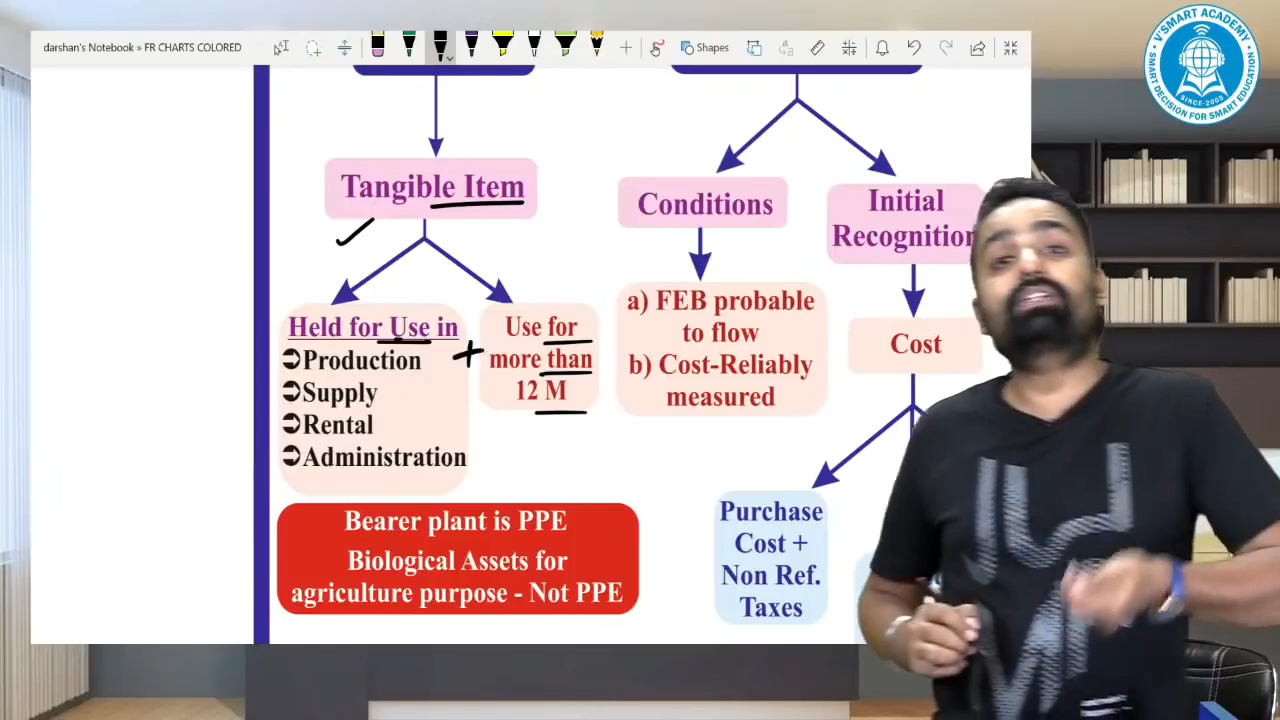 darshan's Notebook » FR CHARTS COLORED
Shapes
V'SMART ACADEMY
SINCE-2005
SMART DECISION FOR SMART EDUCATION
Tangible Item
Held for Use in
➲Production
➲Supply
➲Rental
➲Administration
+
Use for
more than
12 M
Bearer plant is PPE
Biological Assets for
agriculture purpose - Not PPE
Conditions
a) FEB probable
to flow
b) Cost-Reliably
measured
Initial
Recognition
Cost
Purchase
Cost +
Non Ref.
Taxes